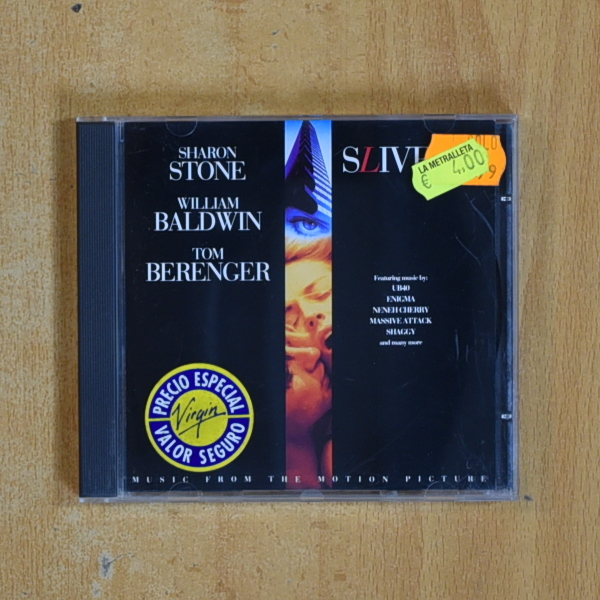 SHARON
STONE
WILLIAM
BALDWIN
TOM
BERENGER
SLIVE
LA METRALLETA
€ 4,00
Featuring music by:
UB40
ENIGMA
NENEH CHERRY
MASSIVE ATTACK
SHAGGY
and many more
PRECIO ESPECIAL
Virgin
VALOR SEGURO
MUSIC FROM THE MOTION PICTURE